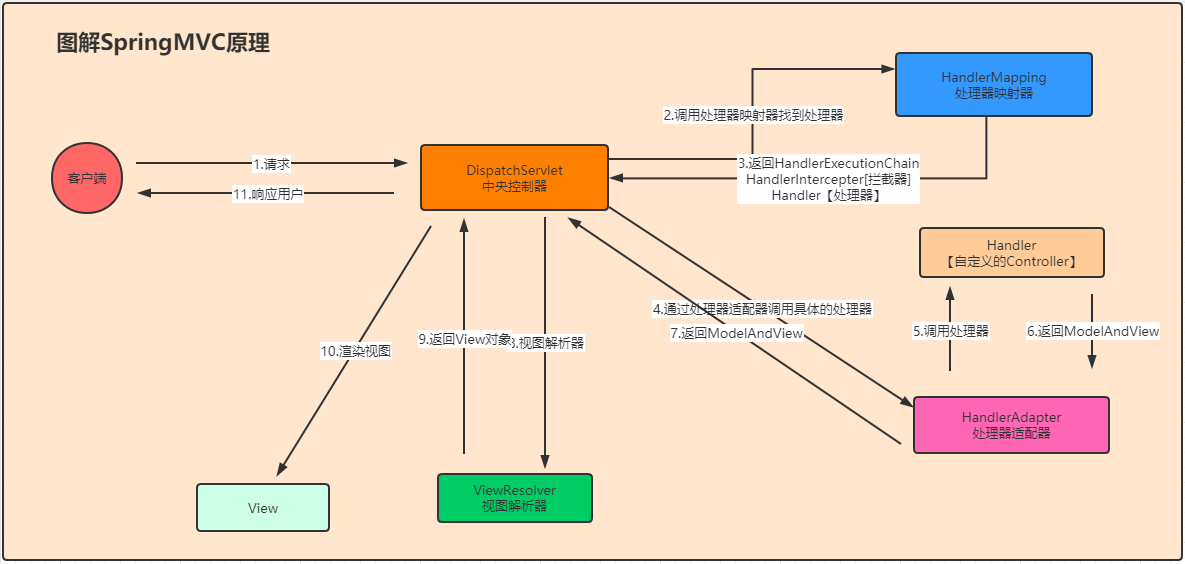 图解SpringMVC原理
HandlerMapping
处理器映射器
2.调用处理器映射器找到处理器
客户端
1.请求
11.响应用户
DispatchServlet
中央控制器
3.返回HandlerExecutionChain
HandlerIntercepter[拦截器]
Handler【处理器】
Handler
【自定义的Controller】
4.通过处理器适配器调用具体的处理器
7.返回ModelAndView
5.调用处理器
6.返回ModelAndView
10.渲染视图
9.返回View对象
8.视图解析器
HandlerAdapter
处理器适配器
View
ViewResolver
视图解析器